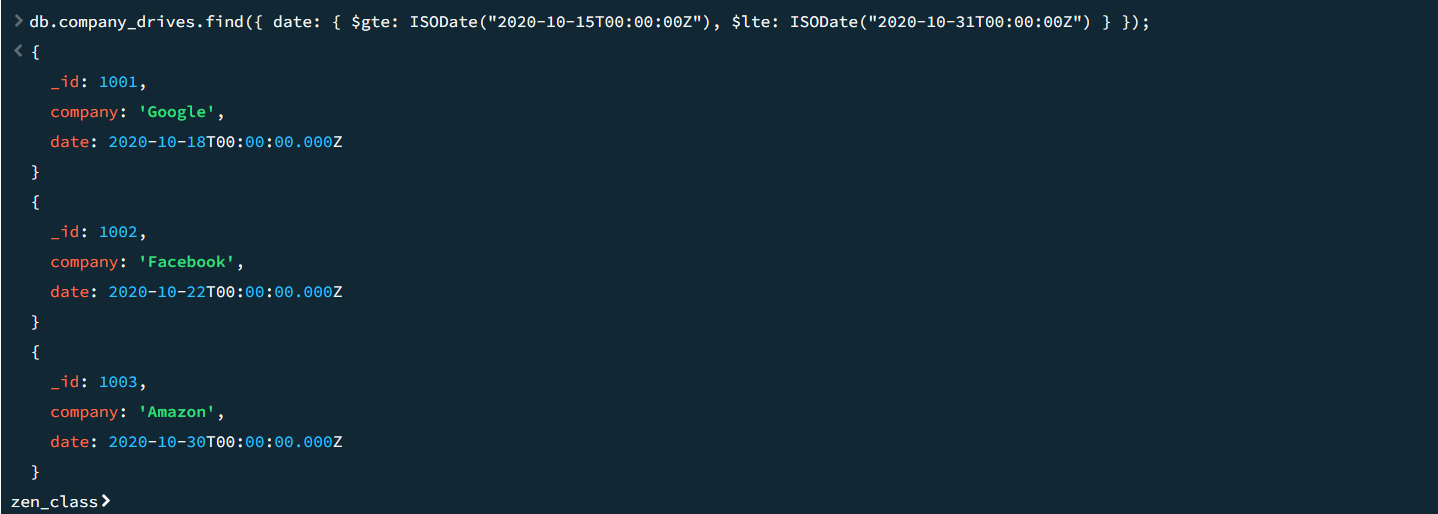 > db.company_drives.find({ date: { $gte: ISODate("2020-10-15T00:00:00Z"), $lte: ISODate("2020-10-31T00:00:00Z") } });
< {
_id: 1001,
company: 'Google',
date: 2020-10-18T00:00:00.000Z
}
{
_id: 1002,
company: 'Facebook',
date: 2020-10-22T00:00:00.000Z
}
{
_id: 1003,
company: 'Amazon',
date: 2020-10-30T00:00:00.000Z
}
zen_class>